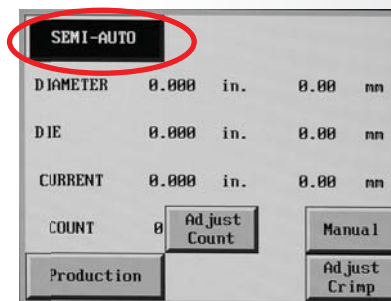 SEMI-AUTO
DIAMETER 0.000 in. 0.00 mm
DIE 0.000 in. 0.00 mm
CURRENT 0.000 in. 0.00 mm
COUNT 0 Adjust Count Manual
Production Adjust Crimp